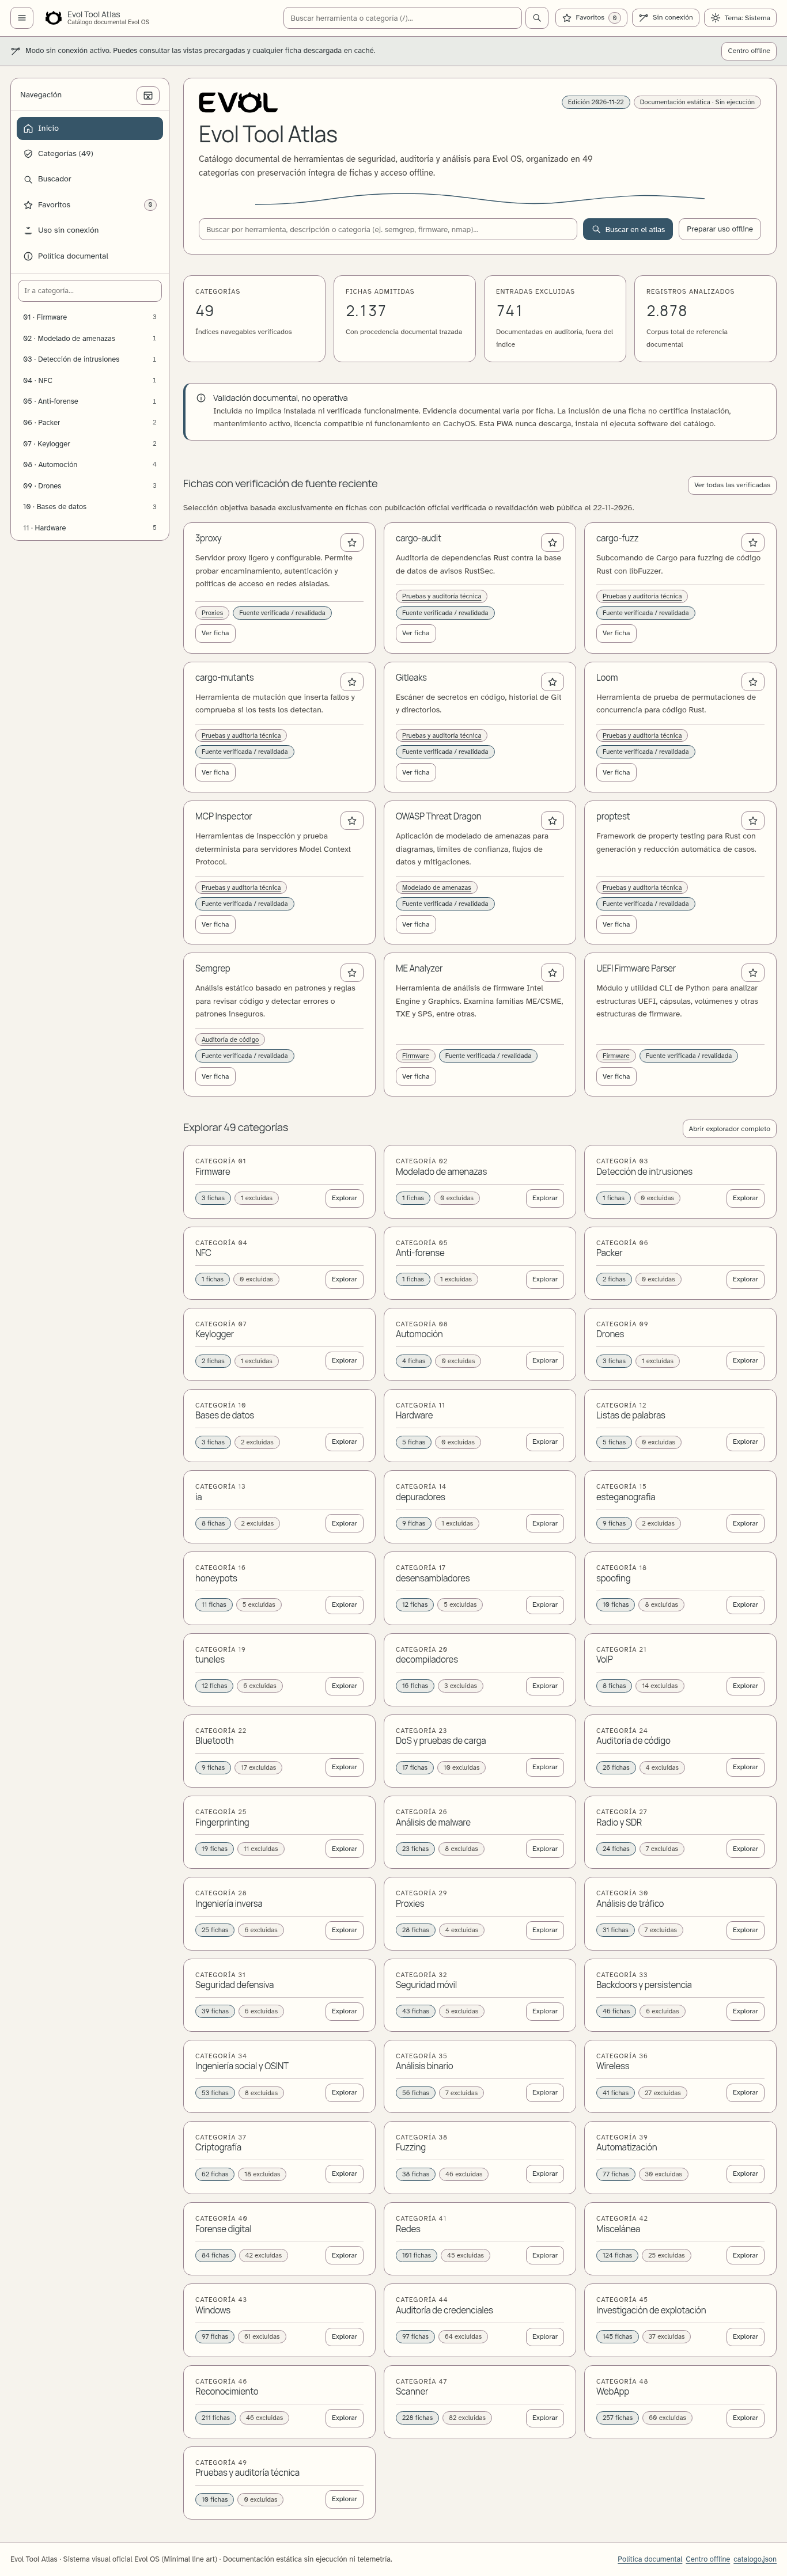 Evol Tool Atlas
Catálogo documental Evol OS
Buscar herramienta o categoría (/)...
Favoritos 0
Sin conexión
Tema: Sistema
Modo sin conexión activo. Puedes consultar las vistas precargadas y cualquier ficha descargada en caché.
Centro offline
Navegación
Inicio
Categorías (49)
Buscador
Favoritos 0
Uso sin conexión
Política documental
Ir a categoría...
01 · Firmware 3
02 · Modelado de amenazas 1
03 · Detección de intrusiones 1
04 · NFC 1
05 · Anti-forense 1
06 · Packer 2
07 · Keylogger 2
08 · Automoción 4
09 · Drones 3
10 · Bases de datos 3
11 · Hardware 5
EVOL
Edición 2026-11-22
Documentación estática · Sin ejecución
Evol Tool Atlas
Catálogo documental de herramientas de seguridad, auditoría y análisis para Evol OS, organizado en 49
categorías con preservación íntegra de fichas y acceso offline.
Buscar por herramienta, descripción o categoría (ej. semgrep, firmware, nmap)...
Buscar en el atlas
Preparar uso offline
CATEGORÍAS
49
Índices navegables verificados
FICHAS ADMITIDAS
2.137
Con procedencia documental trazada
ENTRADAS EXCLUIDAS
741
Documentadas en auditoría, fuera del
índice
REGISTROS ANALIZADOS
2.878
Corpus total de referencia
documental
Validación documental, no operativa
Incluida no implica instalada ni verificada funcionalmente. Evidencia documental varía por ficha. La inclusión de una ficha no certifica instalación,
mantenimiento activo, licencia compatible ni funcionamiento en CachyOS. Esta PWA nunca descarga, instala ni ejecuta software del catálogo.
Fichas con verificación de fuente reciente
Ver todas las verificadas
Selección objetiva basada exclusivamente en fichas con publicación oficial verificada o revalidación web pública el 22-11-2026.
3proxy
Servidor proxy ligero y configurable. Permite
probar encaminamiento, autenticación y
políticas de acceso en redes aisladas.
Proxies
Fuente verificada / revalidada
Ver ficha
cargo-audit
Auditoría de dependencias Rust contra la base
de datos de avisos RustSec.
Pruebas y auditoría técnica
Fuente verificada / revalidada
Ver ficha
cargo-fuzz
Subcomando de Cargo para fuzzing de código
Rust con libFuzzer.
Pruebas y auditoría técnica
Fuente verificada / revalidada
Ver ficha
cargo-mutants
Herramienta de mutación que inserta fallos y
comprueba si los tests los detectan.
Pruebas y auditoría técnica
Fuente verificada / revalidada
Ver ficha
Gitleaks
Escáner de secretos en código, historial de Git
y directorios.
Pruebas y auditoría técnica
Fuente verificada / revalidada
Ver ficha
Loom
Herramienta de prueba de permutaciones de
concurrencia para código Rust.
Pruebas y auditoría técnica
Fuente verificada / revalidada
Ver ficha
MCP Inspector
Herramientas de inspección y prueba
determinista para servidores Model Context
Protocol.
Pruebas y auditoría técnica
Fuente verificada / revalidada
Ver ficha
OWASP Threat Dragon
Aplicación de modelado de amenazas para
diagramas, límites de confianza, flujos de
datos y mitigaciones.
Modelado de amenazas
Fuente verificada / revalidada
Ver ficha
proptest
Framework de property testing para Rust con
generación y reducción automática de casos.
Pruebas y auditoría técnica
Fuente verificada / revalidada
Ver ficha
Semgrep
Análisis estático basado en patrones y reglas
para revisar código y detectar errores o
patrones inseguros.
Auditoría de código
Fuente verificada / revalidada
Ver ficha
ME Analyzer
Herramienta de análisis de firmware Intel
Engine y Graphics. Examina familias ME/CSME,
TXE y SPS, entre otras.
Firmware
Fuente verificada / revalidada
Ver ficha
UEFI Firmware Parser
Módulo y utilidad CLI de Python para analizar
estructuras UEFI, cápsulas, volúmenes y otras
estructuras de firmware.
Firmware
Fuente verificada / revalidada
Ver ficha
Explorar 49 categorías
Abrir explorador completo
CATEGORÍA 01
Firmware
3 fichas 1 excluidas Explorar
CATEGORÍA 02
Modelado de amenazas
1 fichas 0 excluidas Explorar
CATEGORÍA 03
Detección de intrusiones
1 fichas 0 excluidas Explorar
CATEGORÍA 04
NFC
1 fichas 0 excluidas Explorar
CATEGORÍA 05
Anti-forense
1 fichas 1 excluidas Explorar
CATEGORÍA 06
Packer
2 fichas 0 excluidas Explorar
CATEGORÍA 07
Keylogger
2 fichas 1 excluidas Explorar
CATEGORÍA 08
Automoción
4 fichas 0 excluidas Explorar
CATEGORÍA 09
Drones
3 fichas 1 excluidas Explorar
CATEGORÍA 10
Bases de datos
3 fichas 2 excluidas Explorar
CATEGORÍA 11
Hardware
5 fichas 0 excluidas Explorar
CATEGORÍA 12
Listas de palabras
5 fichas 0 excluidas Explorar
CATEGORÍA 13
ia
8 fichas 2 excluidas Explorar
CATEGORÍA 14
depuradores
9 fichas 1 excluidas Explorar
CATEGORÍA 15
esteganografía
9 fichas 2 excluidas Explorar
CATEGORÍA 16
honeypots
11 fichas 5 excluidas Explorar
CATEGORÍA 17
desensambladores
12 fichas 5 excluidas Explorar
CATEGORÍA 18
spoofing
10 fichas 8 excluidas Explorar
CATEGORÍA 19
tuneles
12 fichas 6 excluidas Explorar
CATEGORÍA 20
decompiladores
16 fichas 3 excluidas Explorar
CATEGORÍA 21
VoIP
8 fichas 14 excluidas Explorar
CATEGORÍA 22
Bluetooth
9 fichas 17 excluidas Explorar
CATEGORÍA 23
DoS y pruebas de carga
17 fichas 10 excluidas Explorar
CATEGORÍA 24
Auditoría de código
26 fichas 4 excluidas Explorar
CATEGORÍA 25
Fingerprinting
19 fichas 11 excluidas Explorar
CATEGORÍA 26
Análisis de malware
23 fichas 8 excluidas Explorar
CATEGORÍA 27
Radio y SDR
24 fichas 7 excluidas Explorar
CATEGORÍA 28
Ingeniería inversa
25 fichas 6 excluidas Explorar
CATEGORÍA 29
Proxies
28 fichas 4 excluidas Explorar
CATEGORÍA 30
Análisis de tráfico
31 fichas 7 excluidas Explorar
CATEGORÍA 31
Seguridad defensiva
39 fichas 6 excluidas Explorar
CATEGORÍA 32
Seguridad móvil
43 fichas 5 excluidas Explorar
CATEGORÍA 33
Backdoors y persistencia
46 fichas 6 excluidas Explorar
CATEGORÍA 34
Ingeniería social y OSINT
53 fichas 8 excluidas Explorar
CATEGORÍA 35
Análisis binario
56 fichas 7 excluidas Explorar
CATEGORÍA 36
Wireless
41 fichas 27 excluidas Explorar
CATEGORÍA 37
Criptografía
62 fichas 18 excluidas Explorar
CATEGORÍA 38
Fuzzing
38 fichas 46 excluidas Explorar
CATEGORÍA 39
Automatización
77 fichas 30 excluidas Explorar
CATEGORÍA 40
Forense digital
84 fichas 42 excluidas Explorar
CATEGORÍA 41
Redes
101 fichas 45 excluidas Explorar
CATEGORÍA 42
Miscelánea
124 fichas 25 excluidas Explorar
CATEGORÍA 43
Windows
97 fichas 61 excluidas Explorar
CATEGORÍA 44
Auditoría de credenciales
97 fichas 64 excluidas Explorar
CATEGORÍA 45
Investigación de explotación
145 fichas 37 excluidas Explorar
CATEGORÍA 46
Reconocimiento
211 fichas 46 excluidas Explorar
CATEGORÍA 47
Scanner
228 fichas 82 excluidas Explorar
CATEGORÍA 48
WebApp
257 fichas 60 excluidas Explorar
CATEGORÍA 49
Pruebas y auditoría técnica
10 fichas 0 excluidas Explorar
Evol Tool Atlas · Sistema visual oficial Evol OS (Minimal line art) · Documentación estática sin ejecución ni telemetría.
Política documental Centro offline catalogo.json